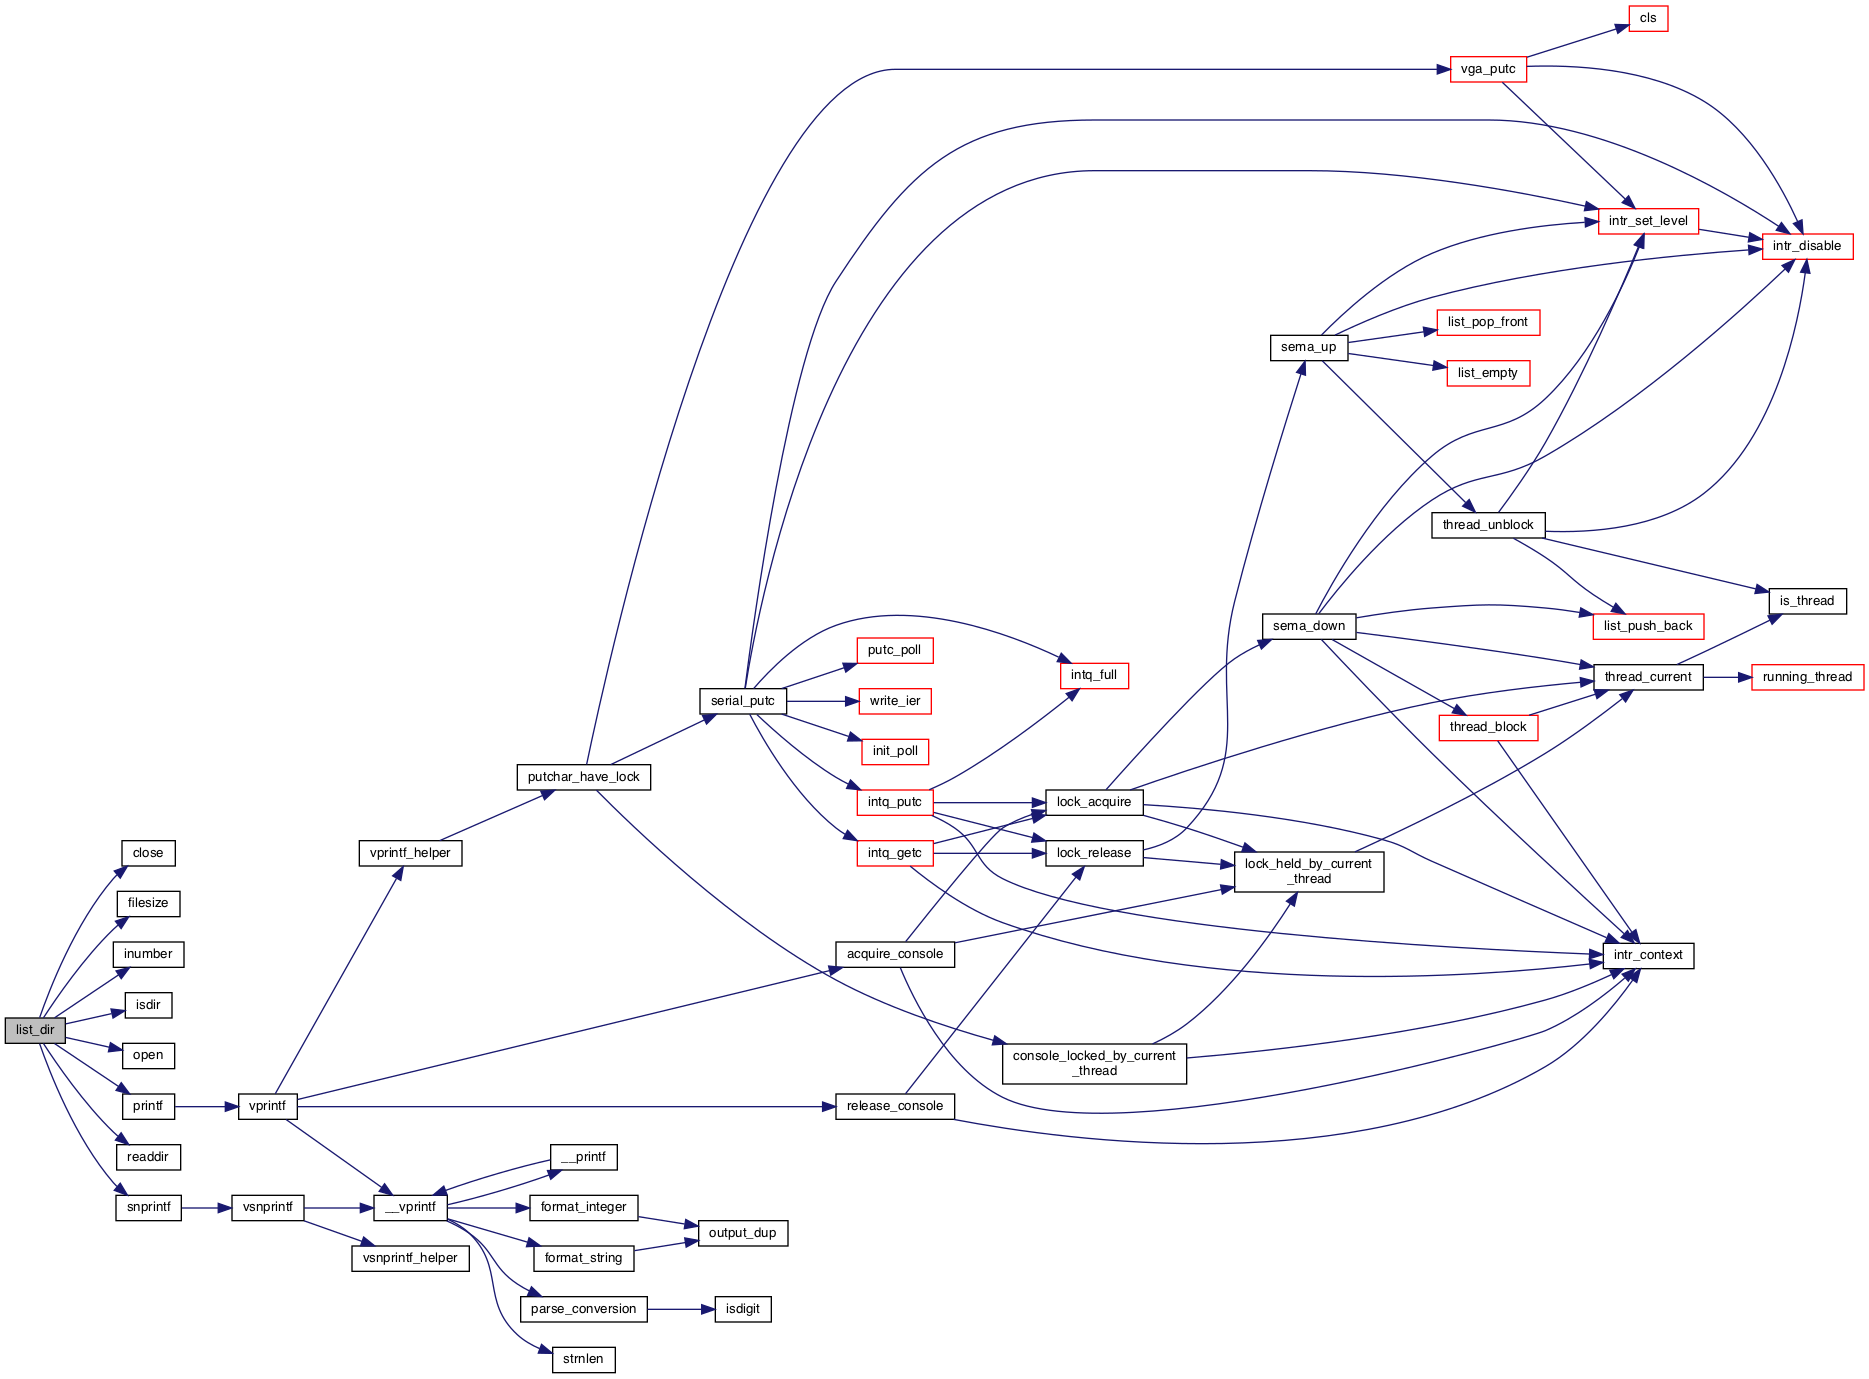 cls
vga_putc
intr_set_level
intr_disable
list_pop_front
sema_up
list_empty
thread_unblock
is_thread
sema_down
list_push_back
putc_poll
intq_full
thread_current
running_thread
serial_putc
write_ier
thread_block
init_poll
putchar_have_lock
intq_putc
lock_acquire
close
vprintf_helper
intq_getc
lock_release
lock_held_by_current
_thread
filesize
inumber
acquire_console
intr_context
isdir
list_dir
open
console_locked_by_current
_thread
printf
vprintf
release_console
readdir
__printf
snprintf
vsnprintf
__vprintf
format_integer
output_dup
vsnprintf_helper
format_string
parse_conversion
isdigit
strnlen